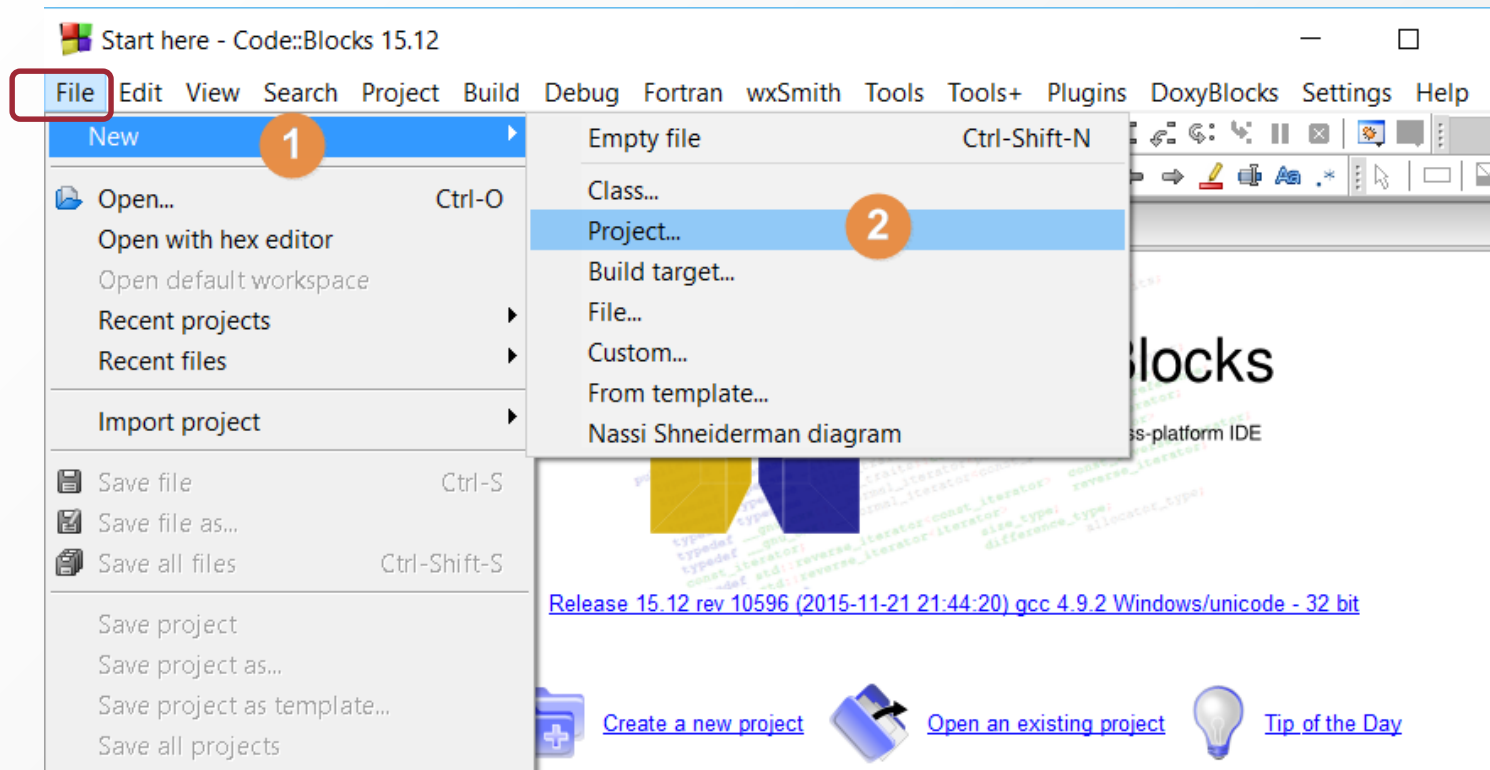 Start here - Code::Blocks 15.12
File Edit View Search Project Build Debug Fortran wxSmith Tools Tools+ Plugins DoxyBlocks Settings Help
New
1
Open... Ctrl-O
Open with hex editor
Open default workspace
Recent projects
Recent files
Import project
Save file Ctrl-S
Save file as...
Save all files Ctrl-Shift-S
Save project
Save project as...
Save project as template...
Save all projects
Empty file Ctrl-Shift-N
Class...
Project...
2
Build target...
File...
Custom...
From template...
Nassi Shneiderman diagram
Blocks
ss-platform IDE
Release 15.12 rev 10596 (2015-11-21 21:44:20) gcc 4.9.2 Windows/unicode - 32 bit
Create a new project Open an existing project Tip of the Day